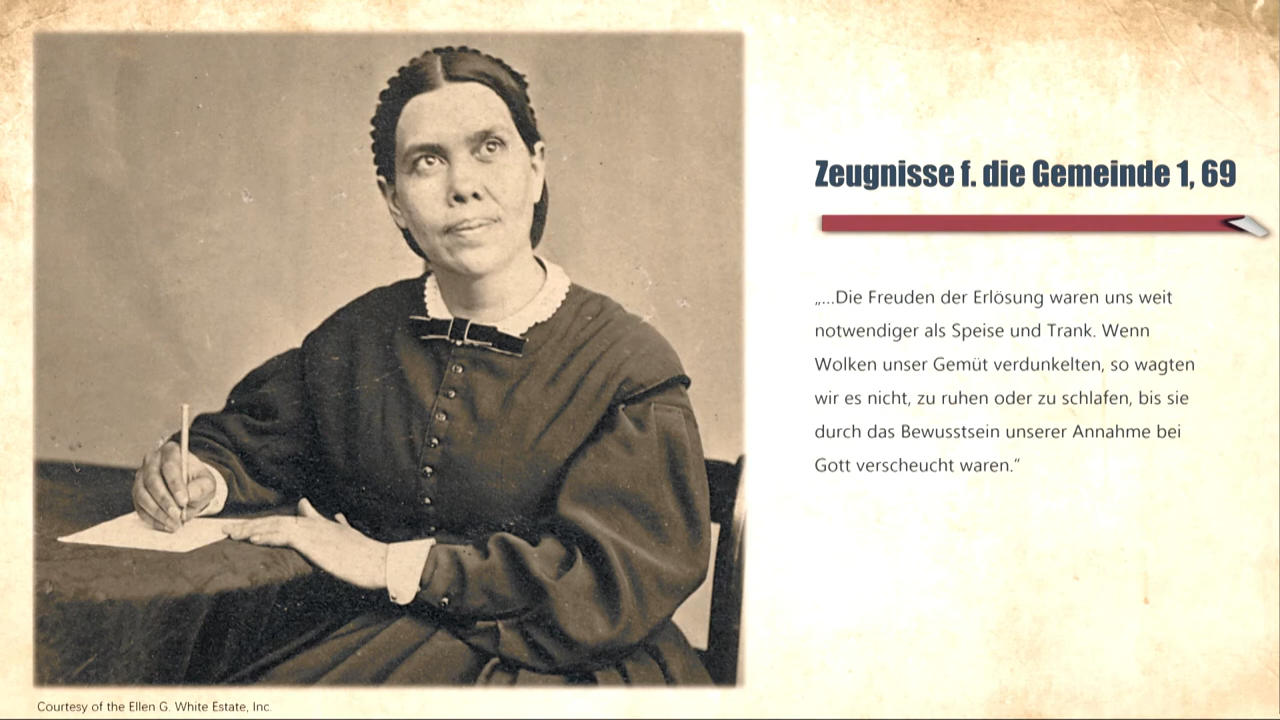 Zeugnisse f. die Gemeinde 1, 69
„...Die Freuden der Erlösung waren uns weit
notwendiger als Speise und Trank. Wenn
Wolken unser Gemüt verdunkelten, so wagten
wir es nicht, zu ruhen oder zu schlafen, bis sie
durch das Bewusstsein unserer Annahme bei
Gott verscheucht waren.“
Courtesy of the Ellen G. White Estate, Inc.